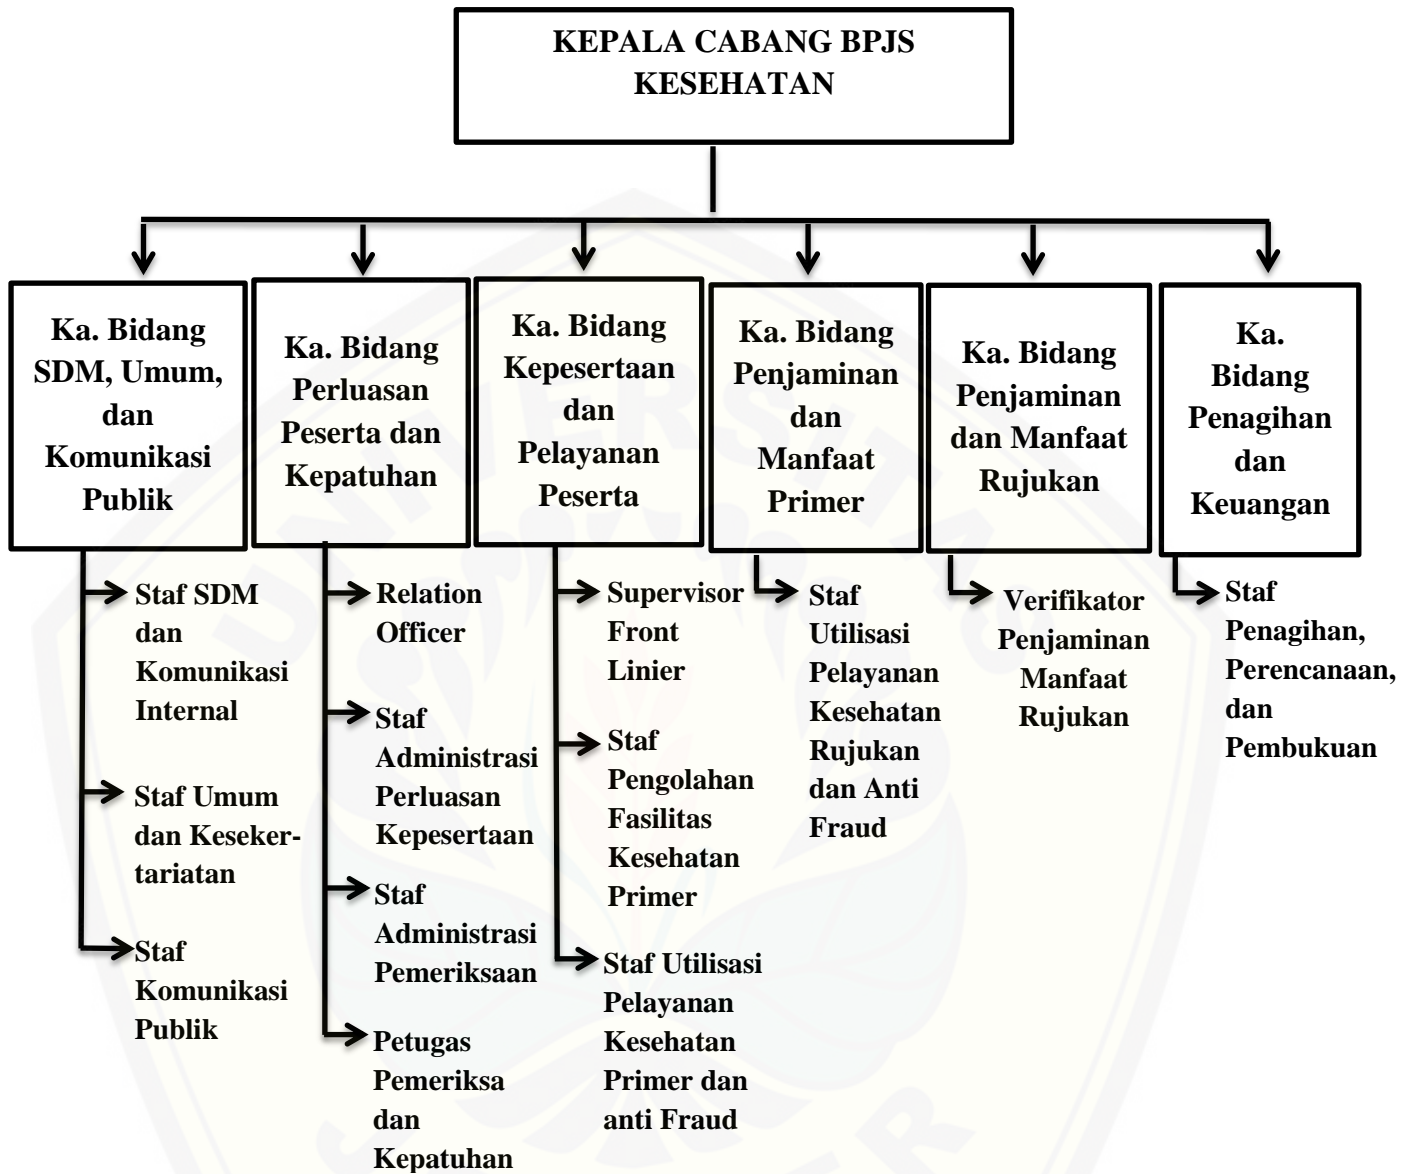 KEPALA CABANG BPJS
KESEHATAN
Ka. Bidang
SDM, Umum,
dan
Komunikasi
Publik
Ka. Bidang
Perluasan
Peserta dan
Kepatuhan
Ka. Bidang
Kepesertaan
dan
Pelayanan
Peserta
Ka. Bidang
Penjaminan
dan
Manfaat
Primer
Ka. Bidang
Penjaminan
dan Manfaat
Rujukan
Ka.
Bidang
Penagihan
dan
Keuangan
Staf SDM
dan
Komunikasi
Internal
Staf Umum
dan Keseker-
tariatan
Staf
Komunikasi
Publik
Relation
Officer
Staf
Administrasi
Perluasan
Kepesertaan
Staf
Administrasi
Pemeriksaan
Petugas
Pemeriksa
dan
Kepatuhan
Supervisor
Front
Linier
Staf
Pengolahan
Fasilitas
Kesehatan
Primer
Staf Utilisasi
Pelayanan
Kesehatan
Primer dan
anti Fraud
Staf
Utilisasi
Pelayanan
Kesehatan
Rujukan
dan Anti
Fraud
Verifikator
Penjaminan
Manfaat
Rujukan
Staf
Penagihan,
Perencanaan,
dan
Pembukuan
UNIVERSITAS